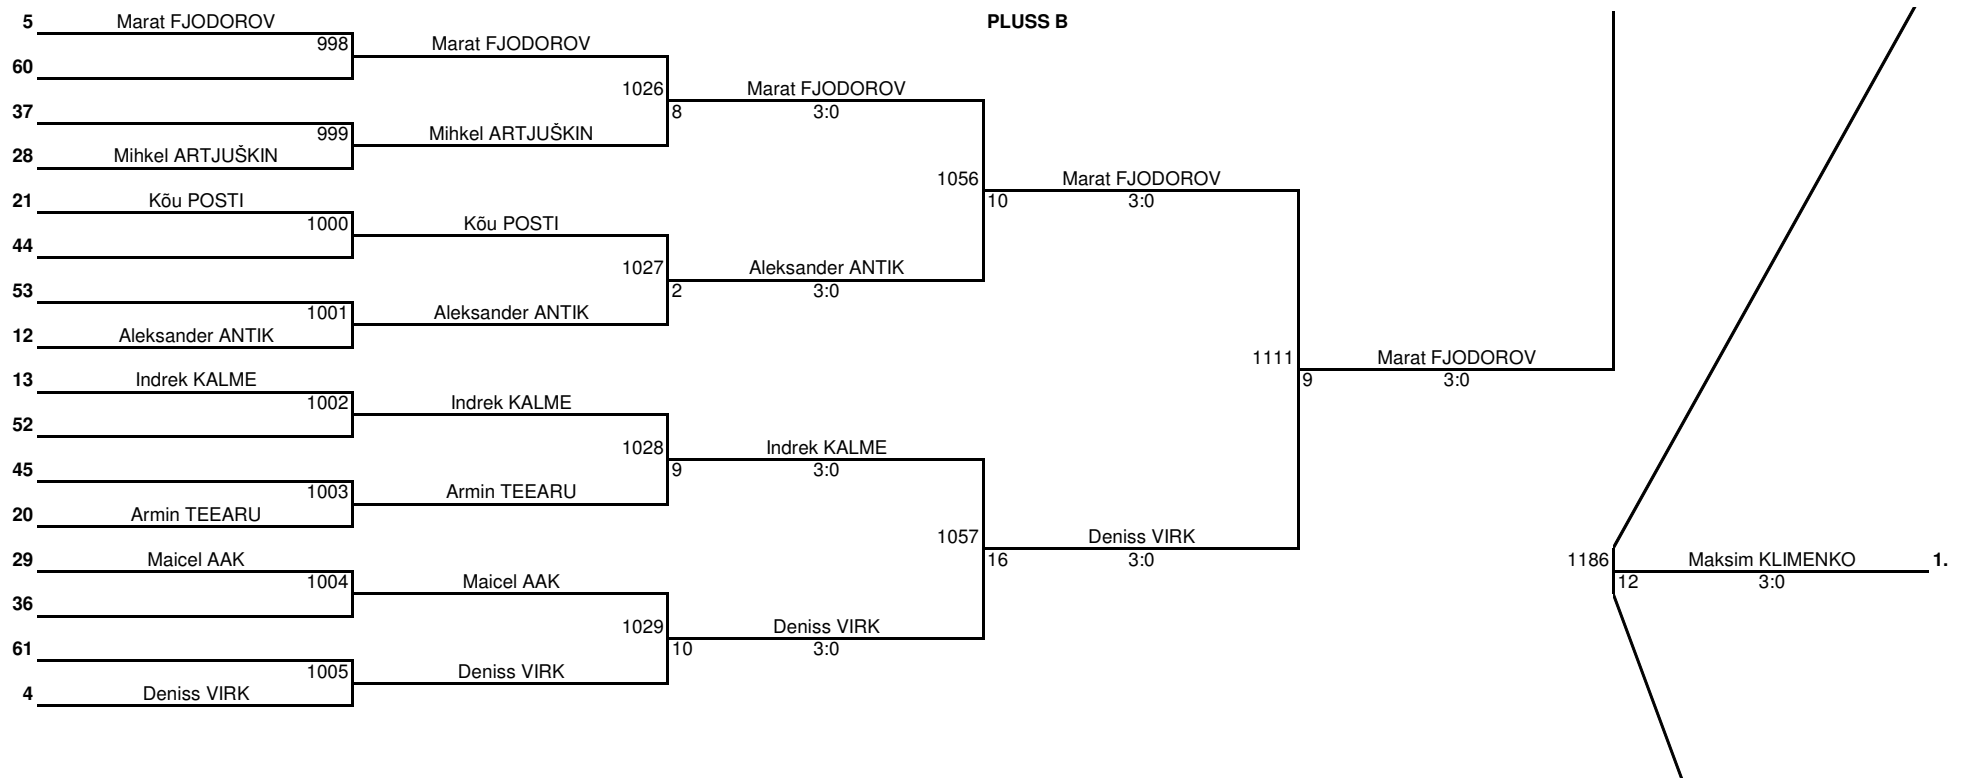 5 Marat FJODOROV PLUSS B
998 Marat FJODOROV
60
1026 Marat FJODOROV
37 8 3:0
999 Mihkel ARTJUŠKIN
28 Mihkel ARTJUŠKIN
1056 Marat FJODOROV
21 Kõu POSTI 10 3:0
1000 Kõu POSTI
44
1027 Aleksander ANTIK
53 2 3:0
1001 Aleksander ANTIK
12 Aleksander ANTIK
1111 Marat FJODOROV
13 Indrek KALME 9 3:0
1002 Indrek KALME
52
1028 Indrek KALME
45 9 3:0
1003 Armin TEEARU
20 Armin TEEARU
1057 Deniss VIRK
29 Maicel AAK 16 3:0 1186 Maksim KLIMENKO 1.
1004 Maicel AAK 12 3:0
36
1029 Deniss VIRK
61 10 3:0
1005 Deniss VIRK
4 Deniss VIRK